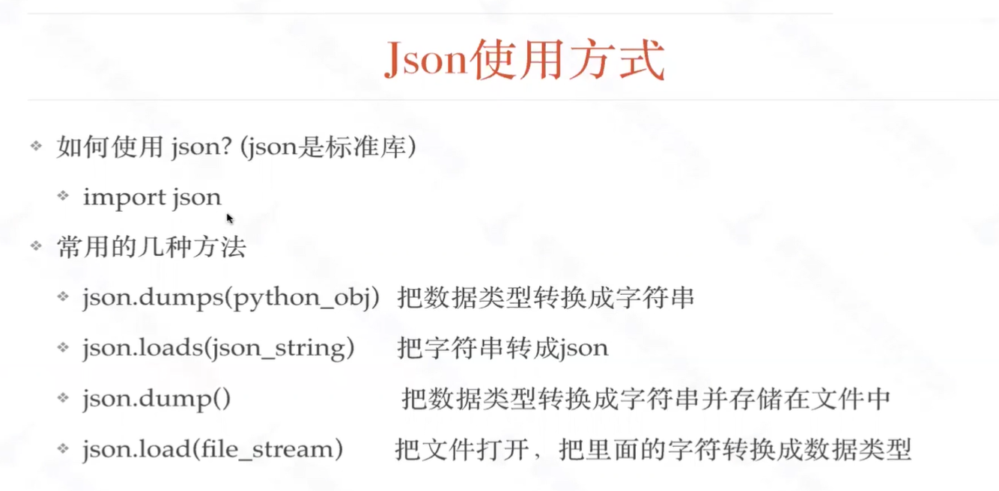 Json使用方式
如何使用 json? (json是标准库)
import json
常用的几种方法
json.dumps(python_obj) 把数据类型转换成字符串
json.loads(json_string) 把字符串转成json
json.dump() 把数据类型转换成字符串并存储在文件中
json.load(file_stream) 把文件打开，把里面的字符转换成数据类型